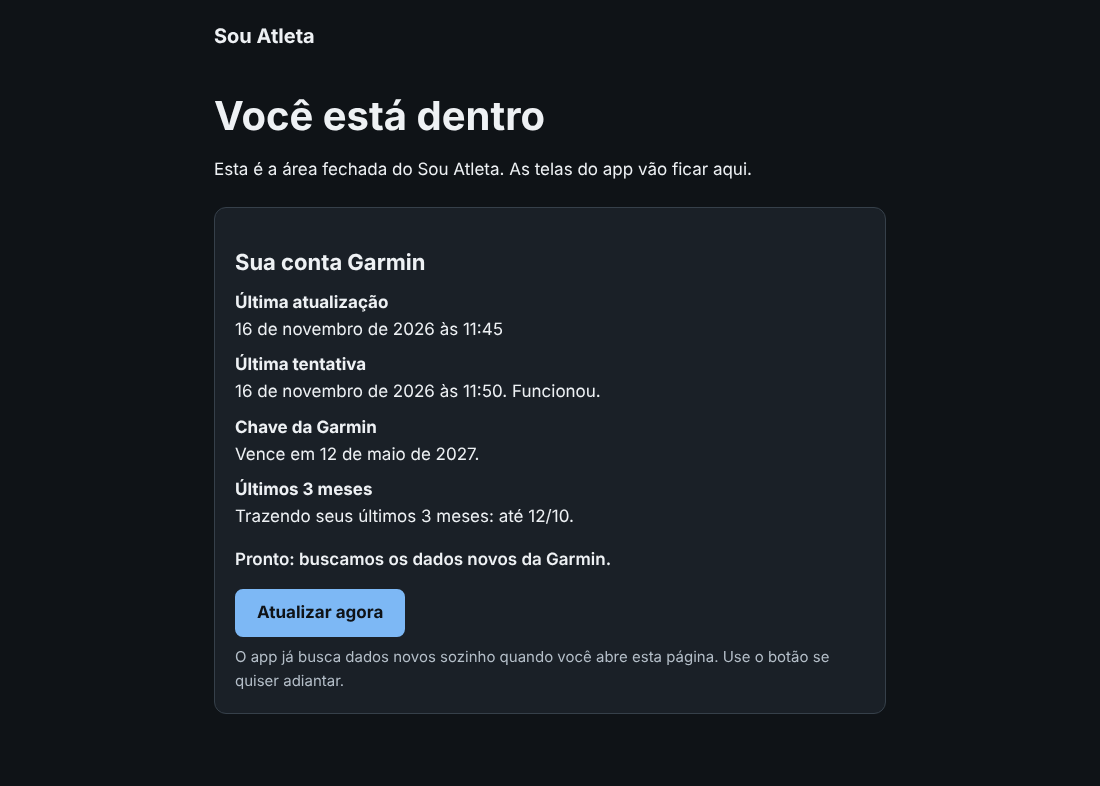 Sou Atleta
Você está dentro
Esta é a área fechada do Sou Atleta. As telas do app vão ficar aqui.
Sua conta Garmin
Última atualização
16 de novembro de 2026 às 11:45
Última tentativa
16 de novembro de 2026 às 11:50. Funcionou.
Chave da Garmin
Vence em 12 de maio de 2027.
Últimos 3 meses
Trazendo seus últimos 3 meses: até 12/10.
Pronto: buscamos os dados novos da Garmin.
Atualizar agora
O app já busca dados novos sozinho quando você abre esta página. Use o botão se
quiser adiantar.